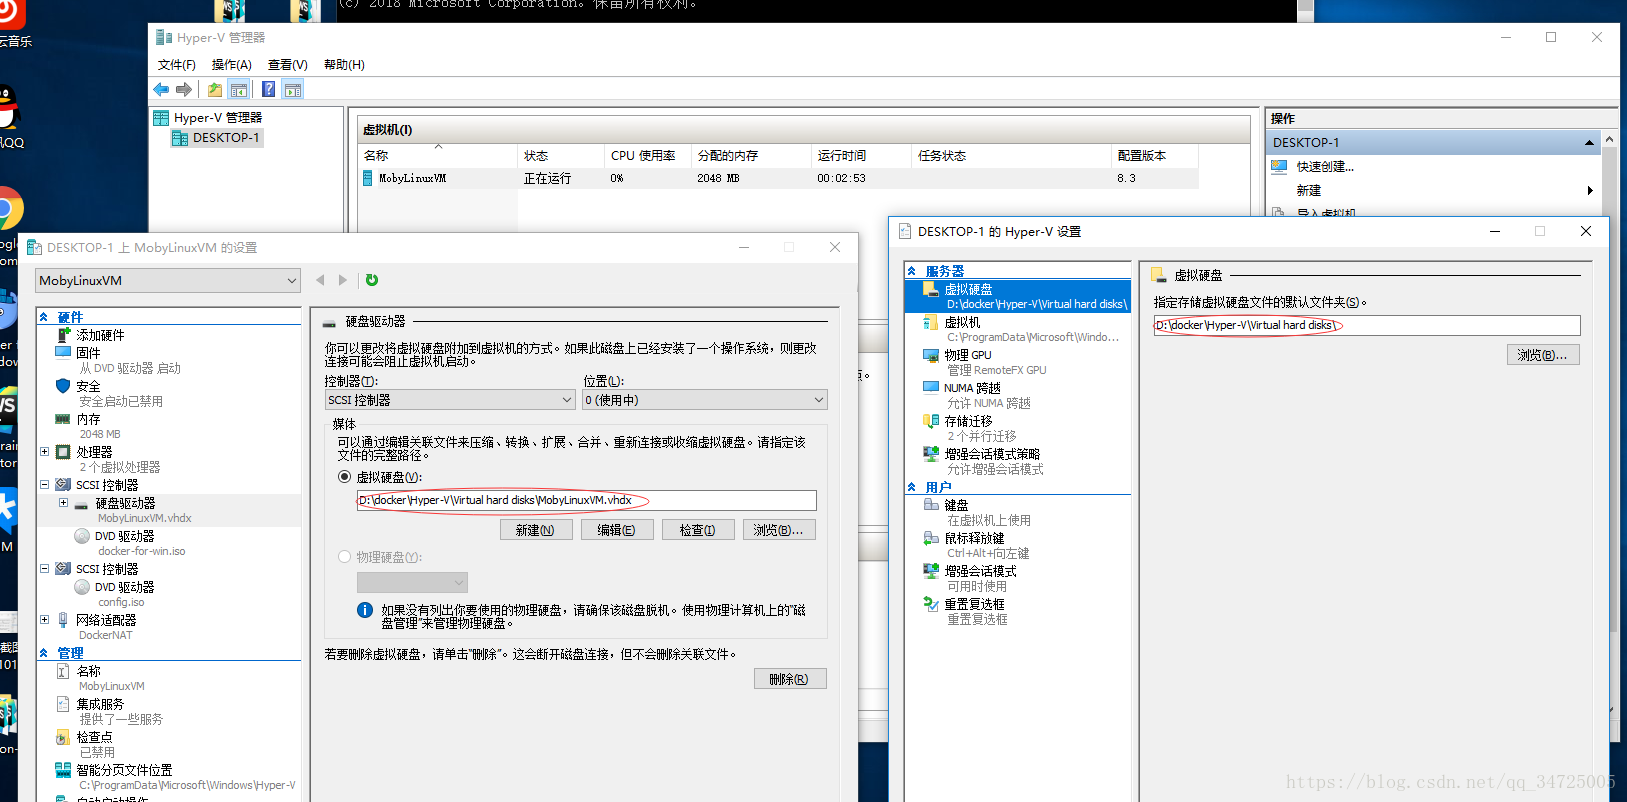 (c) 2018 Microsoft Corporation。保留所有权利。
云音乐
Hyper-V 管理器
文件(F) 操作(A) 查看(V) 帮助(H)
Hyper-V 管理器
DESKTOP-1
虚拟机(I)
名称 状态 CPU 使用率 分配的内存 运行时间 任务状态 配置版本
MobyLinuxVM 正在运行 0% 2048 MB 00:02:53 8.3
操作
DESKTOP-1
快速创建...
新建
导入虚拟机
DESKTOP-1 上 MobyLinuxVM 的设置
MobyLinuxVM
硬件
添加硬件
固件
从 DVD 驱动器 启动
安全
安全启动已禁用
内存
2048 MB
处理器
2 个虚拟处理器
SCSI 控制器
硬盘驱动器
MobyLinuxVM.vhdx
DVD 驱动器
docker-for-win.iso
SCSI 控制器
DVD 驱动器
config.iso
网络适配器
DockerNAT
管理
名称
MobyLinuxVM
集成服务
提供了一些服务
检查点
已禁用
智能分页文件位置
C:\ProgramData\Microsoft\Windows\Hyper-V
自动启动操作
硬盘驱动器
你可以更改将虚拟硬盘附加到虚拟机的方式。如果此磁盘上已经安装了一个操作系统，则更改
连接可能会阻止虚拟机启动。
控制器(T): 位置(L):
SCSI 控制器 0 (使用中)
媒体
可以通过编辑关联文件来压缩、转换、扩展、合并、重新连接或收缩虚拟硬盘。请指定该
文件的完整路径。
虚拟硬盘(V):
D:\docker\Hyper-V\Virtual hard disks\MobyLinuxVM.vhdx
新建(N) 编辑(E) 检查(I) 浏览(B)...
物理硬盘(Y):
如果没有列出你要使用的物理硬盘，请确保该磁盘脱机。使用物理计算机上的"磁
盘管理"来管理物理硬盘。
若要删除虚拟硬盘，请单击"删除"。这会断开磁盘连接，但不会删除关联文件。
删除(R)
DESKTOP-1 的 Hyper-V 设置
服务器
虚拟硬盘
D:\docker\Hyper-V\Virtual hard disks\
虚拟机
C:\ProgramData\Microsoft\Windo...
物理 GPU
管理 RemoteFX GPU
NUMA 跨越
允许 NUMA 跨越
存储迁移
2 个并行迁移
增强会话模式策略
允许增强会话模式
用户
键盘
在虚拟机上使用
鼠标释放键
Ctrl+Alt+向左键
增强会话模式
可用时使用
重置复选框
重置复选框
虚拟硬盘
指定存储虚拟硬盘文件的默认文件夹(S)。
D:\docker\Hyper-V\Virtual hard disks\
浏览(B)...
https://blog.csdn.net/qq_34725005